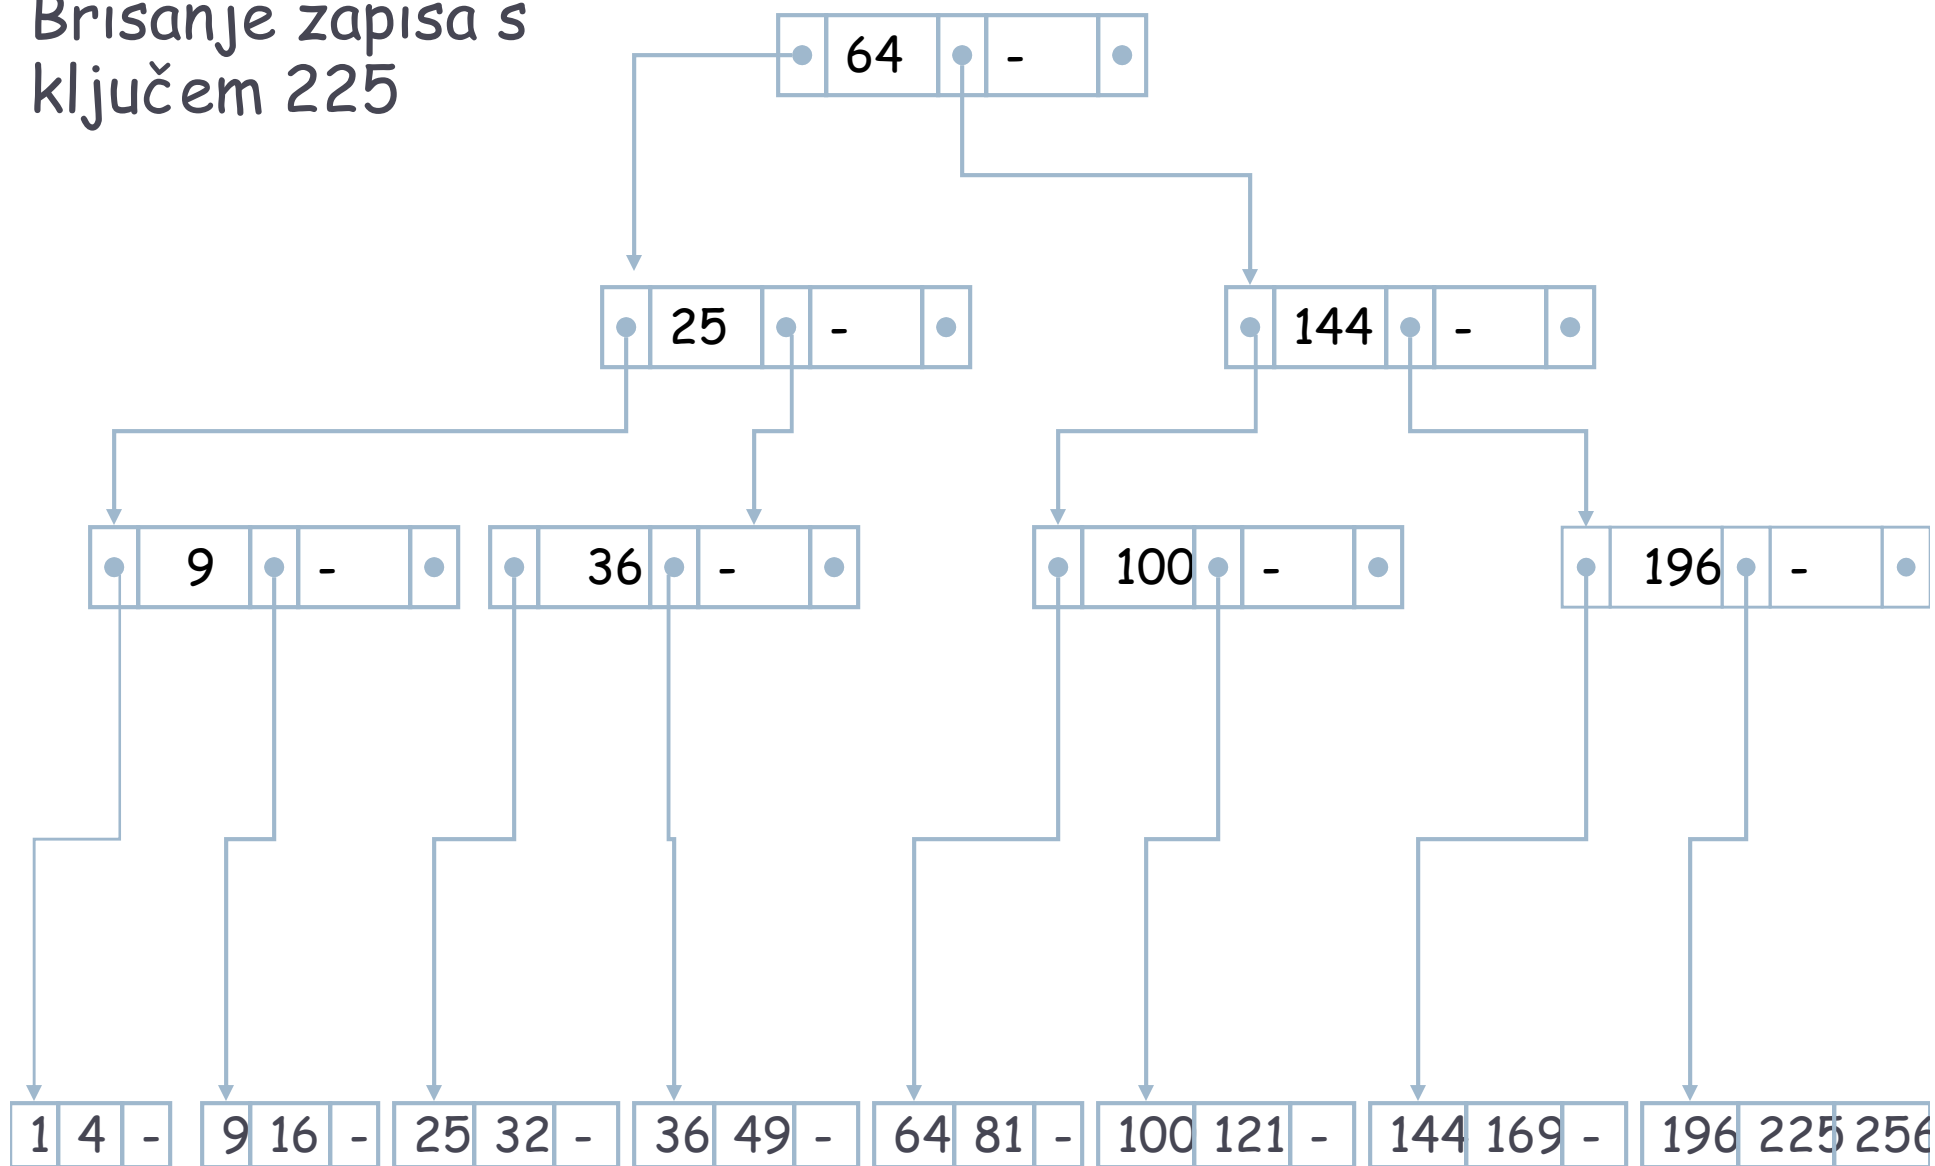 Brisanje zapisa s
ključem 225
64 -
25 - 144 -
9 - 36 - 100 - 196 -
1 4 - 9 16 - 25 32 - 36 49 - 64 81 - 100 121 - 144 169 - 196 225 256